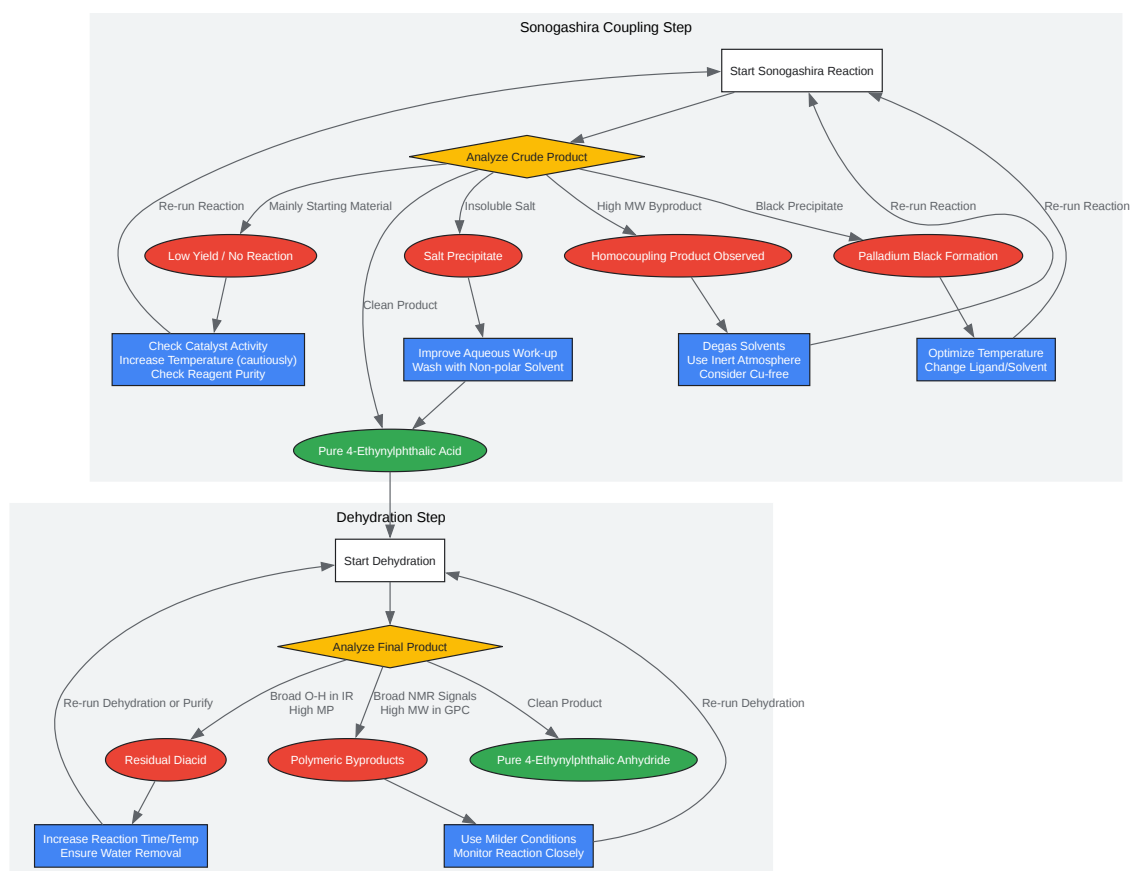 Sonogashira Coupling Step
Start Sonogashira Reaction
Analyze Crude Product
Re-run Reaction
Mainly Starting Material
Insoluble Salt
High MW Byproduct
Black Precipitate
Re-run Reaction
Re-run Reaction
Low Yield / No Reaction
Salt Precipitate
Homocoupling Product Observed
Palladium Black Formation
Clean Product
Check Catalyst Activity
Increase Temperature (cautiously)
Check Reagent Purity
Improve Aqueous Work-up
Wash with Non-polar Solvent
Degas Solvents
Use Inert Atmosphere
Consider Cu-free
Optimize Temperature
Change Ligand/Solvent
Pure 4-Ethynylphthalic Acid
Dehydration Step
Start Dehydration
Analyze Final Product
Re-run Dehydration or Purify
Broad O-H in IR
High MP
Broad NMR Signals
High MW in GPC
Clean Product
Re-run Dehydration
Residual Diacid
Polymeric Byproducts
Pure 4-Ethynylphthalic Anhydride
Increase Reaction Time/Temp
Ensure Water Removal
Use Milder Conditions
Monitor Reaction Closely